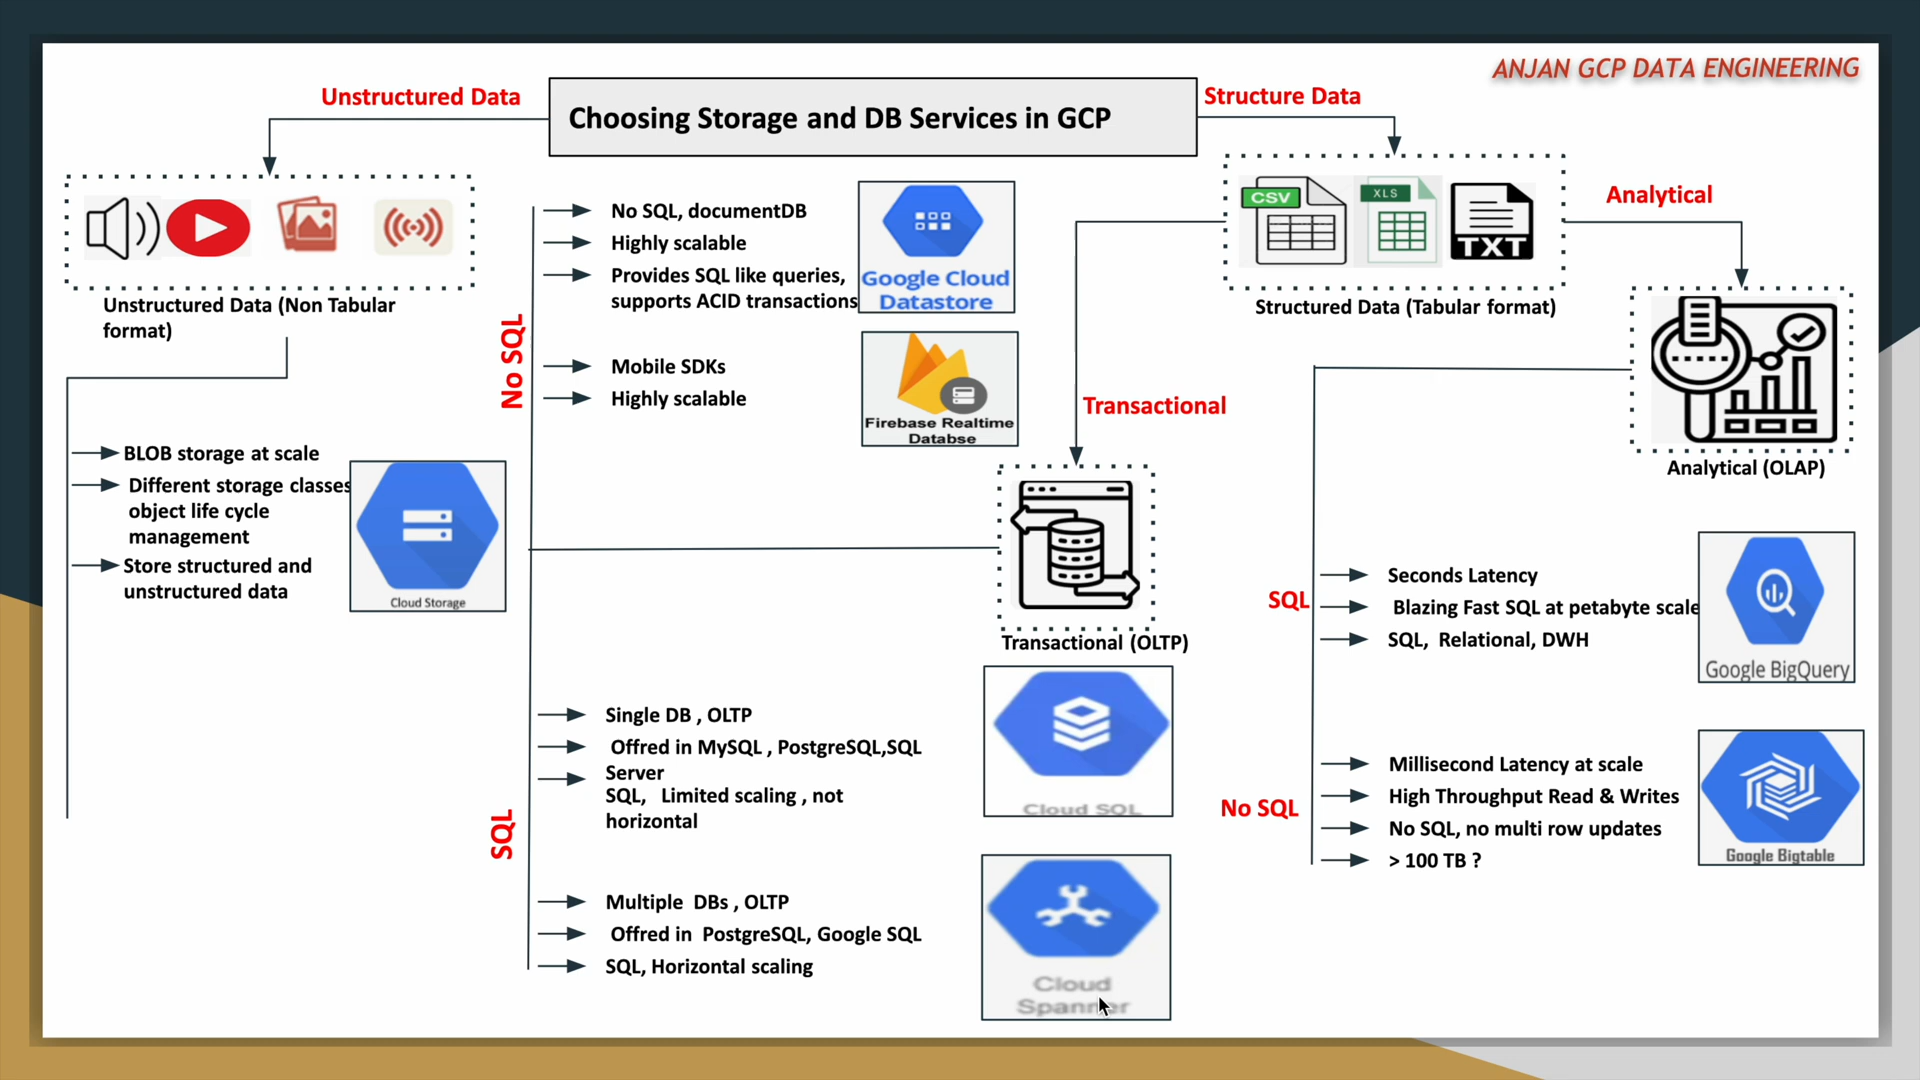 ANJAN GCP DATA ENGINEERING
Choosing Storage and DB Services in GCP
Unstructured Data
Unstructured Data (Non Tabular
format)
BLOB storage at scale
Different storage classes
object life cycle
management
Store structured and
unstructured data
Cloud Storage
Structure Data
CSV
XLS
TXT
Structured Data (Tabular format)
Transactional
Transactional (OLTP)
No SQL
No SQL, documentDB
Highly scalable
Provides SQL like queries,
supports ACID transactions
Google Cloud
Datastore
Mobile SDKs
Highly scalable
Firebase Realtime
Databse
SQL
Single DB , OLTP
Offred in MySQL , PostgreSQL,SQL
Server
SQL, Limited scaling , not
horizontal
Cloud SQL
Multiple DBs , OLTP
Offred in PostgreSQL, Google SQL
SQL, Horizontal scaling
Cloud
Spanner
Analytical
Analytical (OLAP)
SQL
Seconds Latency
Blazing Fast SQL at petabyte scale
SQL, Relational, DWH
Google BigQuery
No SQL
Millisecond Latency at scale
High Throughput Read & Writes
No SQL, no multi row updates
> 100 TB ?
Google Bigtable